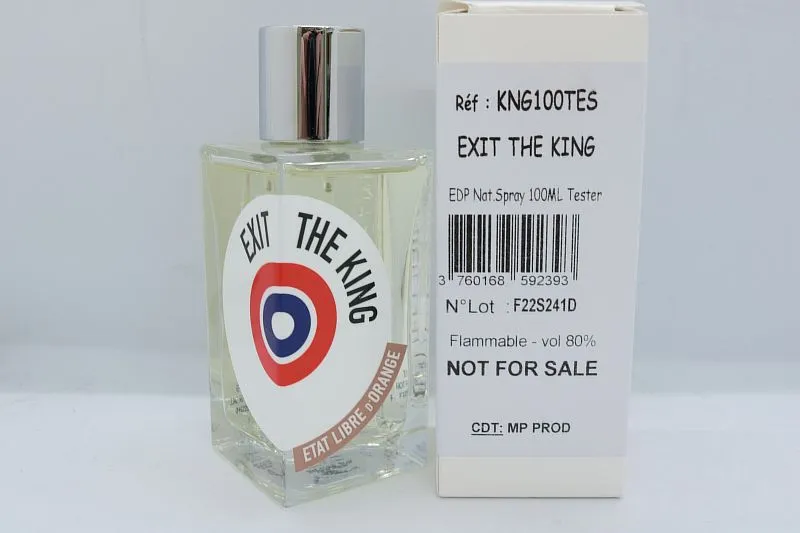 EXIT THE KING
ETAT LIBRE D'ORANGE
Réf : KNG100TES
EXIT THE KING
EDP Nat.Spray 100ML Tester
3 760168 592393
N°Lot : F22S241D
Flammable - vol 80%
NOT FOR SALE
CDT: MP PROD